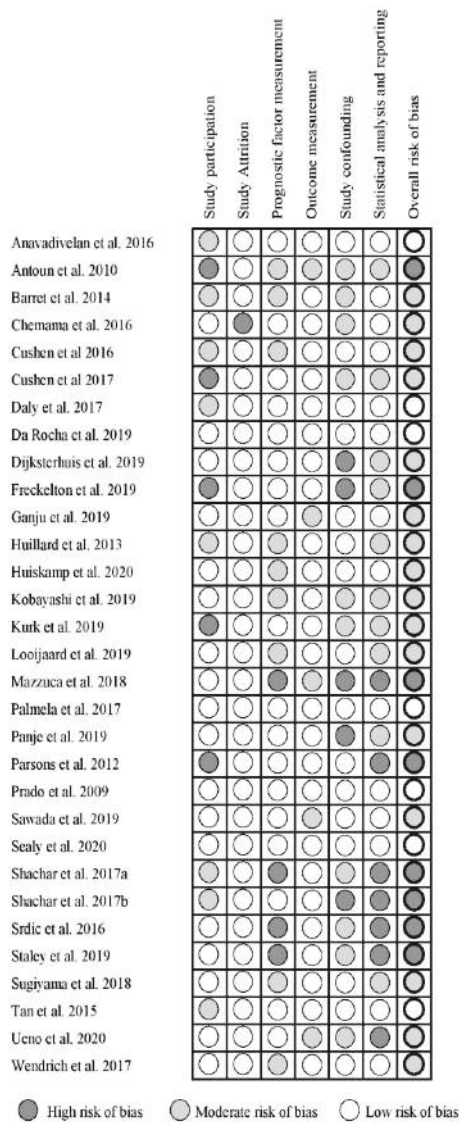 Study participation
Study Attrition
Prognostic factor measurement
Outcome measurement
Study confounding
Statistical analysis and reporting
Overall risk of bias
Anavadivelan et al. 2016
Antoun et al. 2010
Barret et al. 2014
Chemama et al. 2016
Cushen et al. 2016
Cushen et al 2017
Daly et al. 2017
Da Rocha et al. 2019
Dijksterhuis et al. 2019
Freckelton et al. 2019
Ganju et al. 2019
Huillard et al. 2013
Huiskamp et al. 2020
Kobayashi et al. 2019
Kurk et al. 2019
Looijaard et al. 2019
Mazzuca et al. 2018
Palmela et al. 2017
Panje et al. 2019
Parsons et al. 2012
Prado et al. 2009
Sawada et al. 2019
Sealy et al. 2020
Shachar et al. 2017a
Shachar et al. 2017b
Srdic et al. 2016
Staley et al. 2019
Sugiyama et al. 2018
Tan et al. 2015
Ueno et al. 2020
Wendrich et al. 2017
High risk of bias Moderate risk of bias Low risk of bias